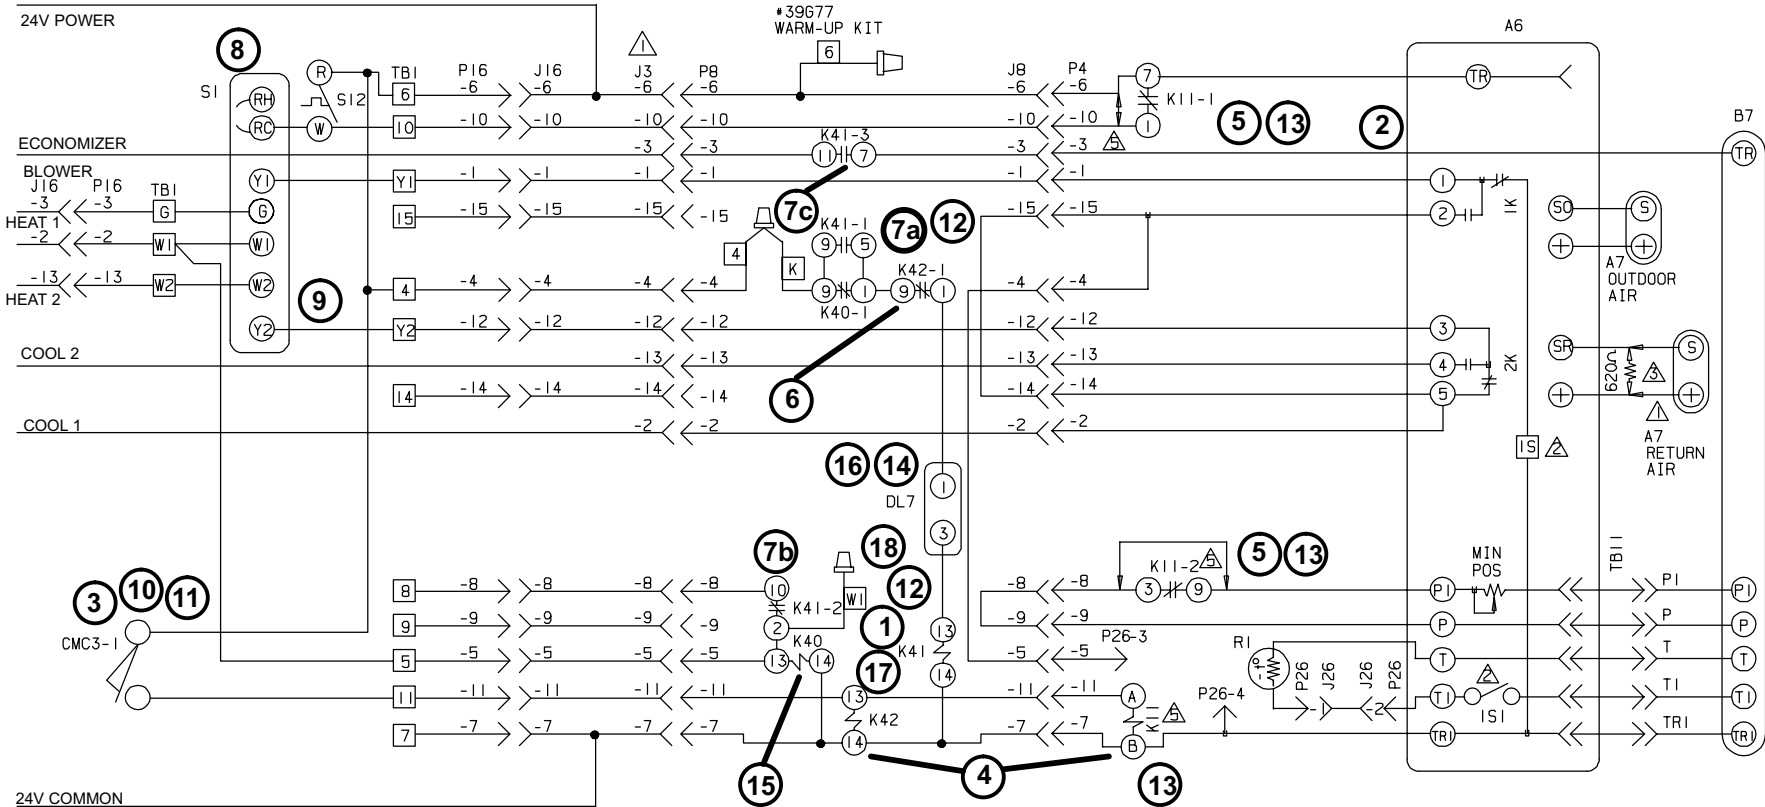 24V POWER
#39G77
WARM-UP KIT
6
A6
8
1
S1
RH
R
S12
TB1
P16
J16
J3
P8
J8
P4
6
-6
-6
-6
-6
-6
-6
7
TR
K11-1
5
13
2
B7
RC
W
10
-10
-10
-10
-10
-10
-10
1
5
ECONOMIZER
-3
-3
K41-3
11
7
-3
-3
TR
BLOWER
J16
P16
TB1
Y1
Y1
-1
-1
-1
-1
-1
-1
1
1K
-3
-3
G
G
15
-15
-15
-15
-15
-15
-15
2
SO
S
7c
K41-1
7a
12
HEAT 1
-2
-2
W1
W1
4
K
9
5
+
+
A7
OUTDOOR
AIR
-13
-13
W2
W2
9
4
-4
-4
-4
-4
9
1
K40-1
K42-1
9
1
-4
-4
HEAT 2
Y2
Y2
-12
-12
-12
-12
-12
-12
3
COOL 2
-13
-13
-13
-13
4
2K
SR
S
620Ω
3
6
14
-14
-14
-14
-14
-14
-14
5
+
+
1
COOL 1
-2
-2
-2
-2
A7
RETURN
AIR
1S
2
16
14
1
DL7
3
7b
18
K11-2
5
5
13
MIN
POS
TB11
3
10
11
8
-8
-8
-8
-8
10
W1
12
-8
-8
3
9
P1
P1
P1
CMC3-1
9
-9
-9
-9
-9
K41-2
2
1
13
-9
-9
P
P
P
5
-5
-5
-5
-5
13
K40
14
17
K41
14
-5
-5
P26-3
R1
-t°
T
T
T
11
-11
-11
-11
-11
13
K42
-11
-11
A
P26-4
P26
J26
J26
P26
-1
-2
T1
2
1S1
T1
T1
7
-7
-7
-7
-7
14
-7
-7
B
K11
5
TR1
TR1
TR1
15
4
13
24V COMMON